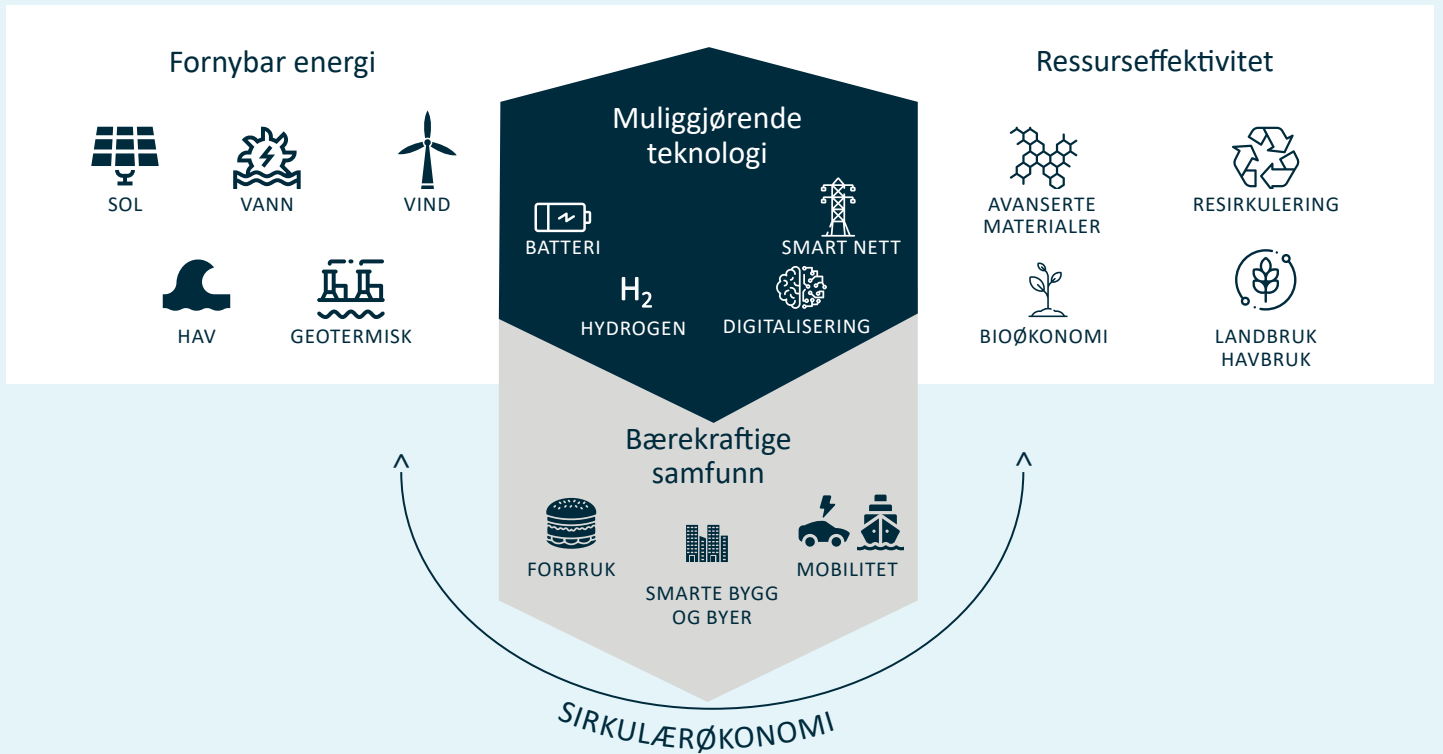 Fornybar energi
SOL
VANN
VIND
HAV
GEOTERMISK
Muliggjørende
teknologi
BATTERI
SMART NETT
H₂
HYDROGEN
DIGITALISERING
Ressurseffektivitet
AVANSERTE
MATERIALER
RESIRKULERING
BIOØKONOMI
LANDBRUK
HAVBRUK
Bærekraftige
samfunn
FORBRUK
SMARTE BYGG
OG BYER
MOBILITET
SIRKULÆRØKONOMI